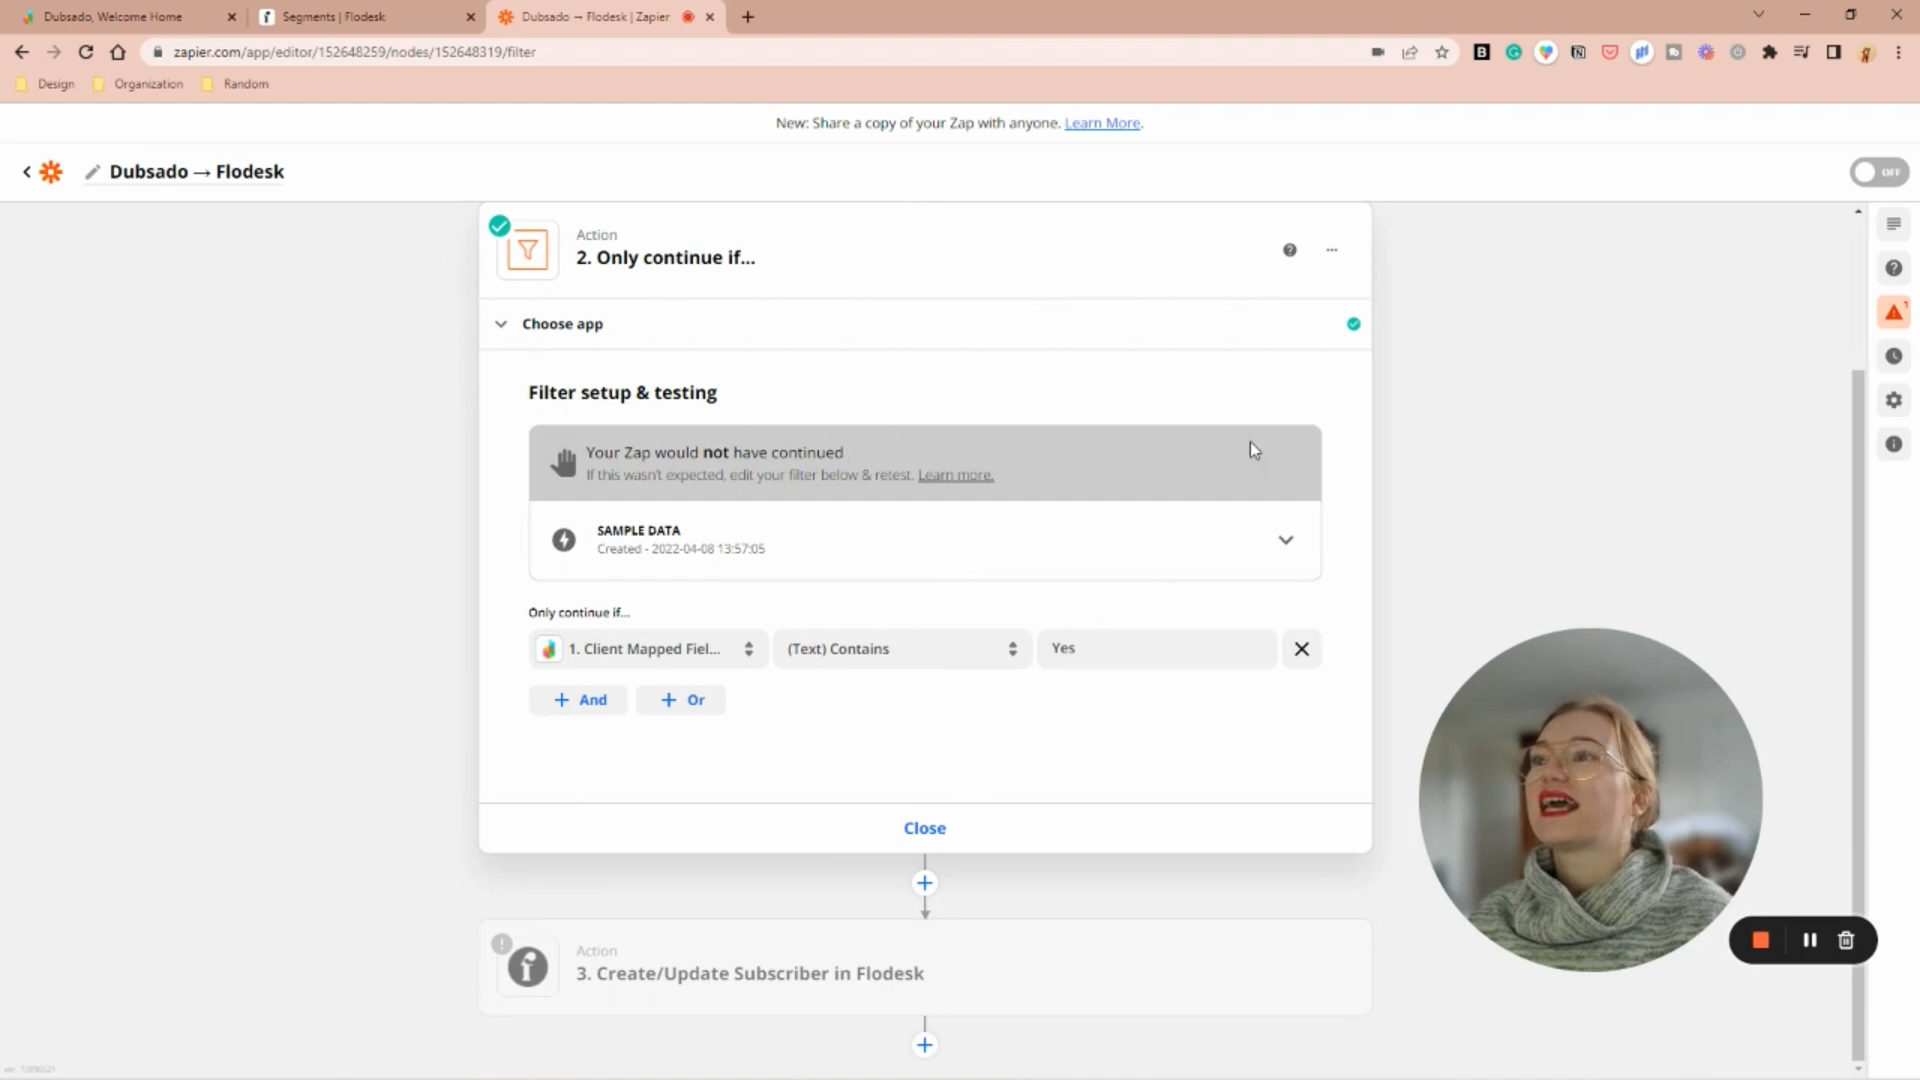 Dubsado, Welcome Home
Segments | Flodesk
Dubsado → Flodesk | Zapier
zapier.com/app/editor/152648259/nodes/152648319/filter
Design
Organization
Random
New: Share a copy of your Zap with anyone. Learn More.
Dubsado → Flodesk
OFF
Action
2. Only continue if...
Choose app
Filter setup & testing
Your Zap would not have continued
If this wasn't expected, edit your filter below & retest. Learn more.
SAMPLE DATA
Created - 2022-04-08 13:57:05
Only continue if...
1. Client Mapped Fiel...
(Text) Contains
Yes
+ And
+ Or
Close
Action
3. Create/Update Subscriber in Flodesk